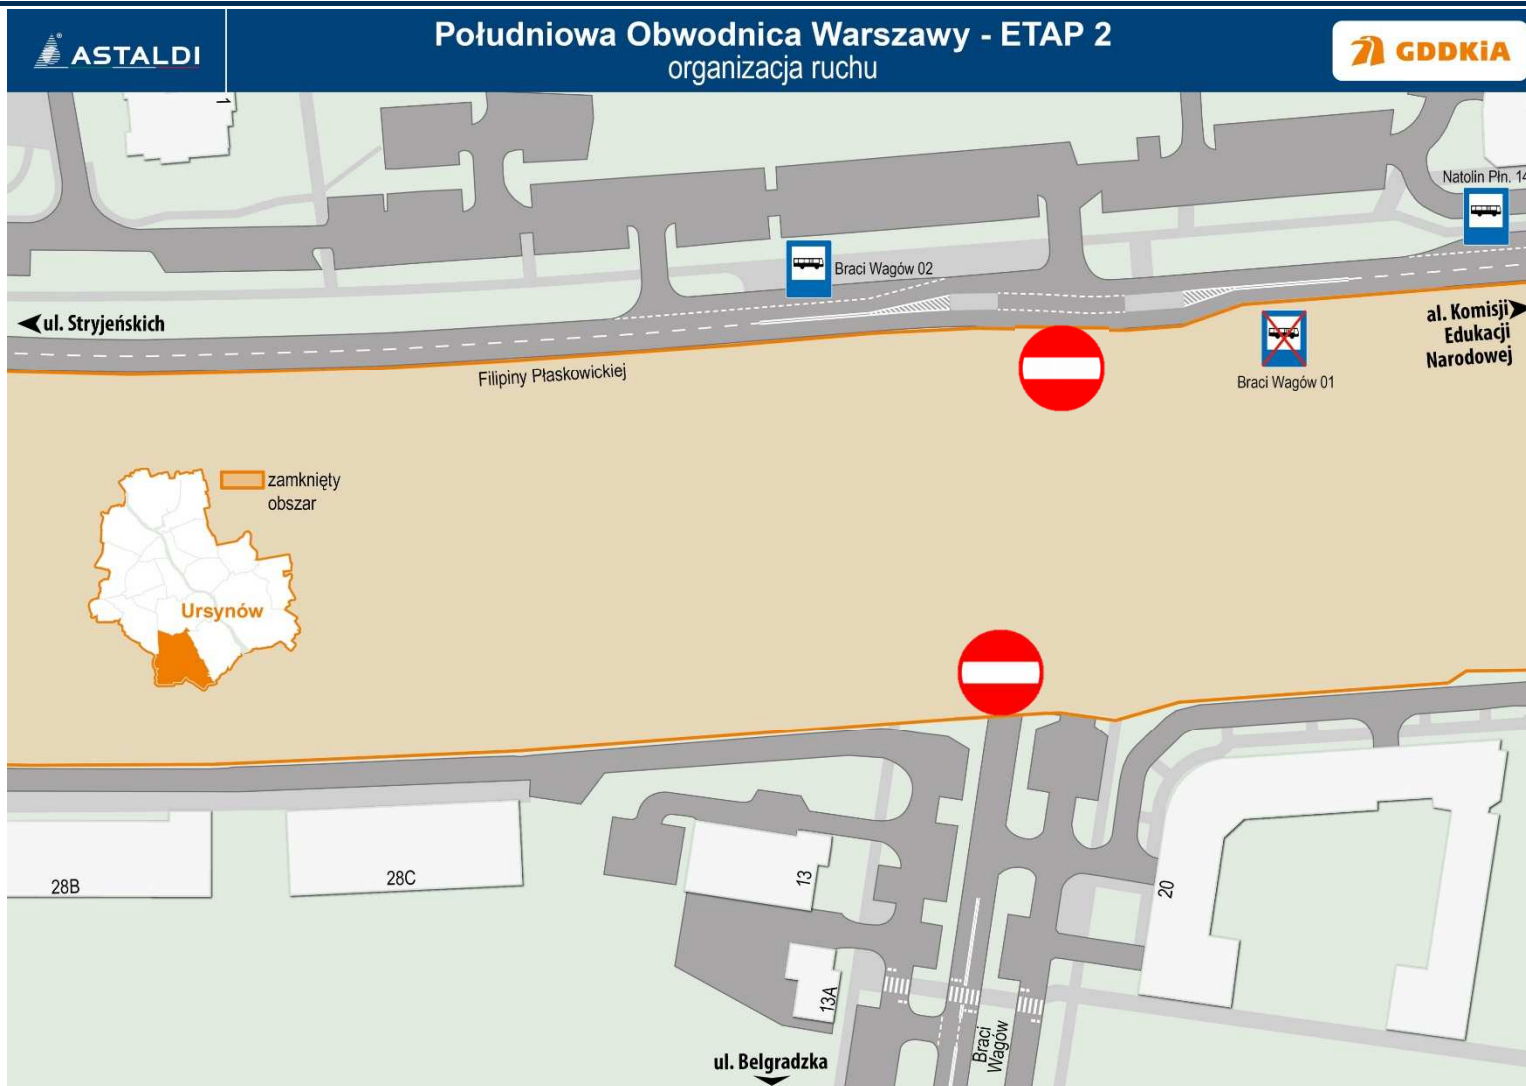 ASTALDI
Południowa Obwodnica Warszawy - ETAP 2
organizacja ruchu
GDDKiA
1
Natolin Płn. 14
Braci Wagów 02
ul. Stryjeńskich
al. Komisji
Edukacji
Narodowej
Filipiny Płaskowickiej
Braci Wagów 01
zamknięty
obszar
Ursynów
28B
28C
13
20
13A
Braci
Wagów
ul. Belgradzka